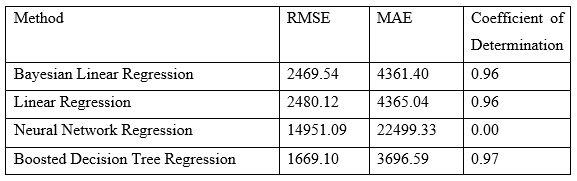 Method RMSE MAE Coefficient of
Determination
Bayesian Linear Regression 2469.54 4361.40 0.96
Linear Regression 2480.12 4365.04 0.96
Neural Network Regression 14951.09 22499.33 0.00
Boosted Decision Tree Regression 1669.10 3696.59 0.97